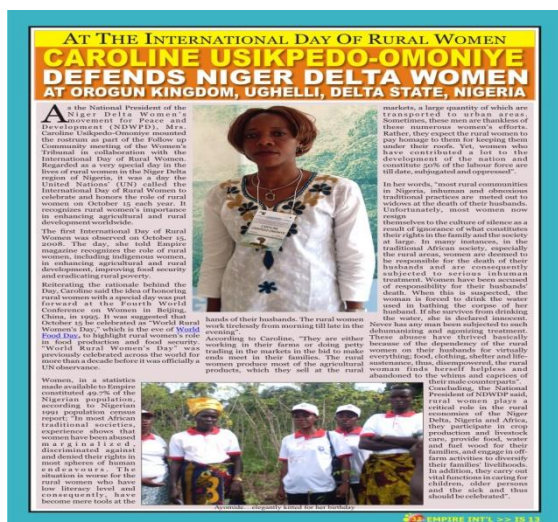 AT THE INTERNATIONAL DAY OF RURAL WOMEN
CAROLINE USIKPEDO-OMONIYE
DEFENDS NIGER DELTA WOMEN
AT OROGUN KINGDOM, UGHELLI, DELTA STATE, NIGERIA
As the National President of the
Niger Delta Women's
movement for Peace and
Development (NDWPD), Mrs.
Caroline Usikpedo-Omoniye mounted
the rostrum as part of the Follow up
Community meeting of the Women's
Tribunal in collaboration with the
International Day of Rural Women.
Regarded as a very special day in the
lives of rural women in the Niger Delta
region of Nigeria, it was a day the
United Nations' (UN) called the
International Day of Rural Women to
celebrate and honors the role of rural
women on October 15 each year. It
recognizes rural women's importance
in enhancing agricultural and rural
development worldwide.
The first International Day of Rural
Women was observed on October 15,
2008. The day, she told Empire
magazine recognizes the role of rural
women, including indigenous women,
in enhancing agricultural and rural
development, improving food security
and eradicating rural poverty.
Reiterating the rationale behind the
Day, Caroline said the idea of honoring
rural women with a special day was put
forward at the Fourth World
Conference on Women in Beijing,
China, in 1995. It was suggested that
October 15 be celebrated as "World Rural
Women's Day," which is the eve of World
Food Day, to highlight rural women's role
in food production and food security.
"World Rural Women's Day" was
previously celebrated across the world for
more than a decade before it was officially a
UN observance.
Women, in a statistics
made available to Empire
constituted 49.7% of the
Nigerian population,
according to Nigerian
1991 population census
report; "In most African
traditional societies,
experience shows that
women have been abused
marginalized,
discriminated against
and denied their rights in
most spheres of human
endeavours. The
situation is worse for the
rural women who have
low literacy level and
consequently, have
become mere tools at the
hands of their husbands. The rural women
work tirelessly from morning till late in the
evening".
According to Caroline, "They are either
working in their farms or doing petty
trading in the markets in the bid to make
ends meet in their families. The rural
women produce most of the agricultural
products, which they sell at the rural
markets, a large quantity of which are
transported to urban areas.
Sometimes, these men are thankless of
these numerous women's efforts.
Rather, they expect the rural women to
pay homage to them for keeping them
under their roofs. Yet, women who
have contributed a lot to the
development of the nation and
constitute 50% of the labour force are
till date, subjugated and oppressed".
In her words, "most rural communities
in Nigeria, inhuman and obnoxious
traditional practices are meted out to
widows at the death of their husbands.
Unfortunately, most women now
resign
themselves to the culture of silence as a
result of ignorance of what constitutes
their rights in the family and the society
at large. In many instances, in the
traditional African society, especially
the rural areas, women are deemed to
be responsible for the death of their
husbands and are consequently
subjected to serious inhuman
treatment. Women have been accused
of responsibility for their husbands'
death. When this is suspected, the
woman is forced to drink the water
used in bathing the corpse of her
husband. If she survives from drinking
the water, she is declared innocent.
Never has any man been subjected to such
dehumanizing and agonizing treatment.
These abuses have thrived basically
because of the dependency of the rural
women on their husbands for virtually
everything; food, clothing, shelter and life-
sustenance, thus, disempowered, the rural
woman finds herself helpless and
abandoned to the whims and caprices of
their male counterparts".
Concluding, the National
President of NDWDP said,
rural women plays a
critical role in the rural
economies of the Niger
Delta, Nigeria and Africa,
they participate in crop
production and livestock
care, provide food, water
and fuel wood for their
families, and engage in off-
farm activities to diversify
their families' livelihoods.
In addition, they carry out
vital functions in caring for
children, older persons
and the sick and thus
should be celebrated".
Ayomide....elegantly kitted for her birthday
EMPIRE INT'L >> IS 13